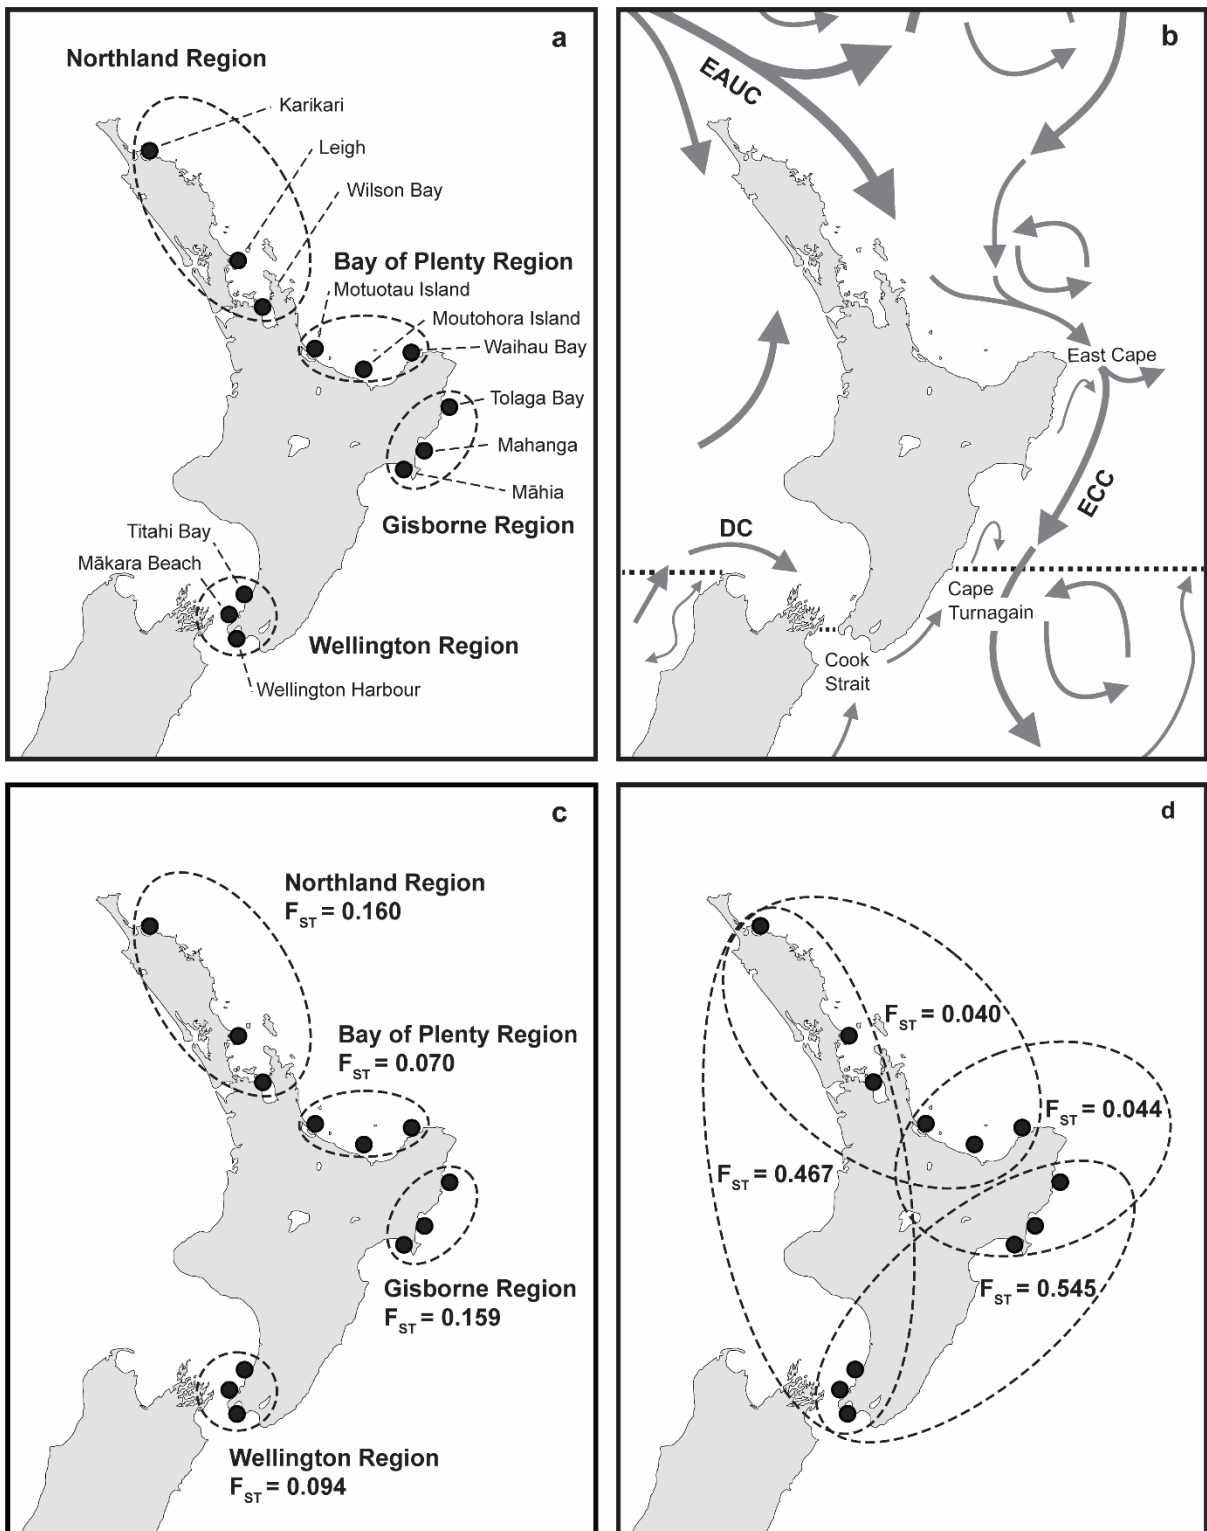 a
Northland Region
Karikari
Leigh
Wilson Bay
Bay of Plenty Region
Motuotau Island
Moutohora Island
Waihau Bay
Tolaga Bay
Mahanga
Māhia
Gisborne Region
Titahi Bay
Mākara Beach
Wellington Region
Wellington Harbour
b
EAUC
East Cape
ECC
DC
Cape
Turnagain
Cook
Strait
c
Northland Region
FST = 0.160
Bay of Plenty Region
FST = 0.070
Gisborne Region
FST = 0.159
Wellington Region
FST = 0.094
d
FST = 0.040
FST = 0.044
FST = 0.467
FST = 0.545